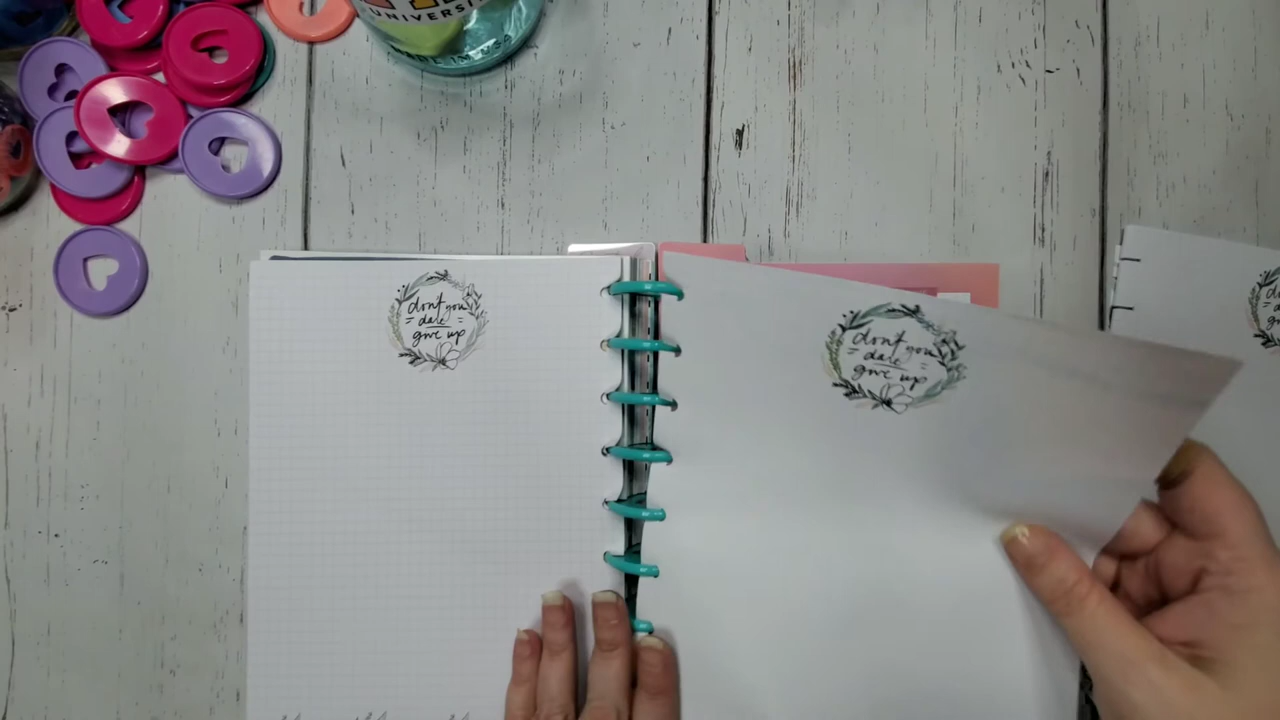 UNIVERSI
dont you
= dare =
give up
dont you
= dare =
give up